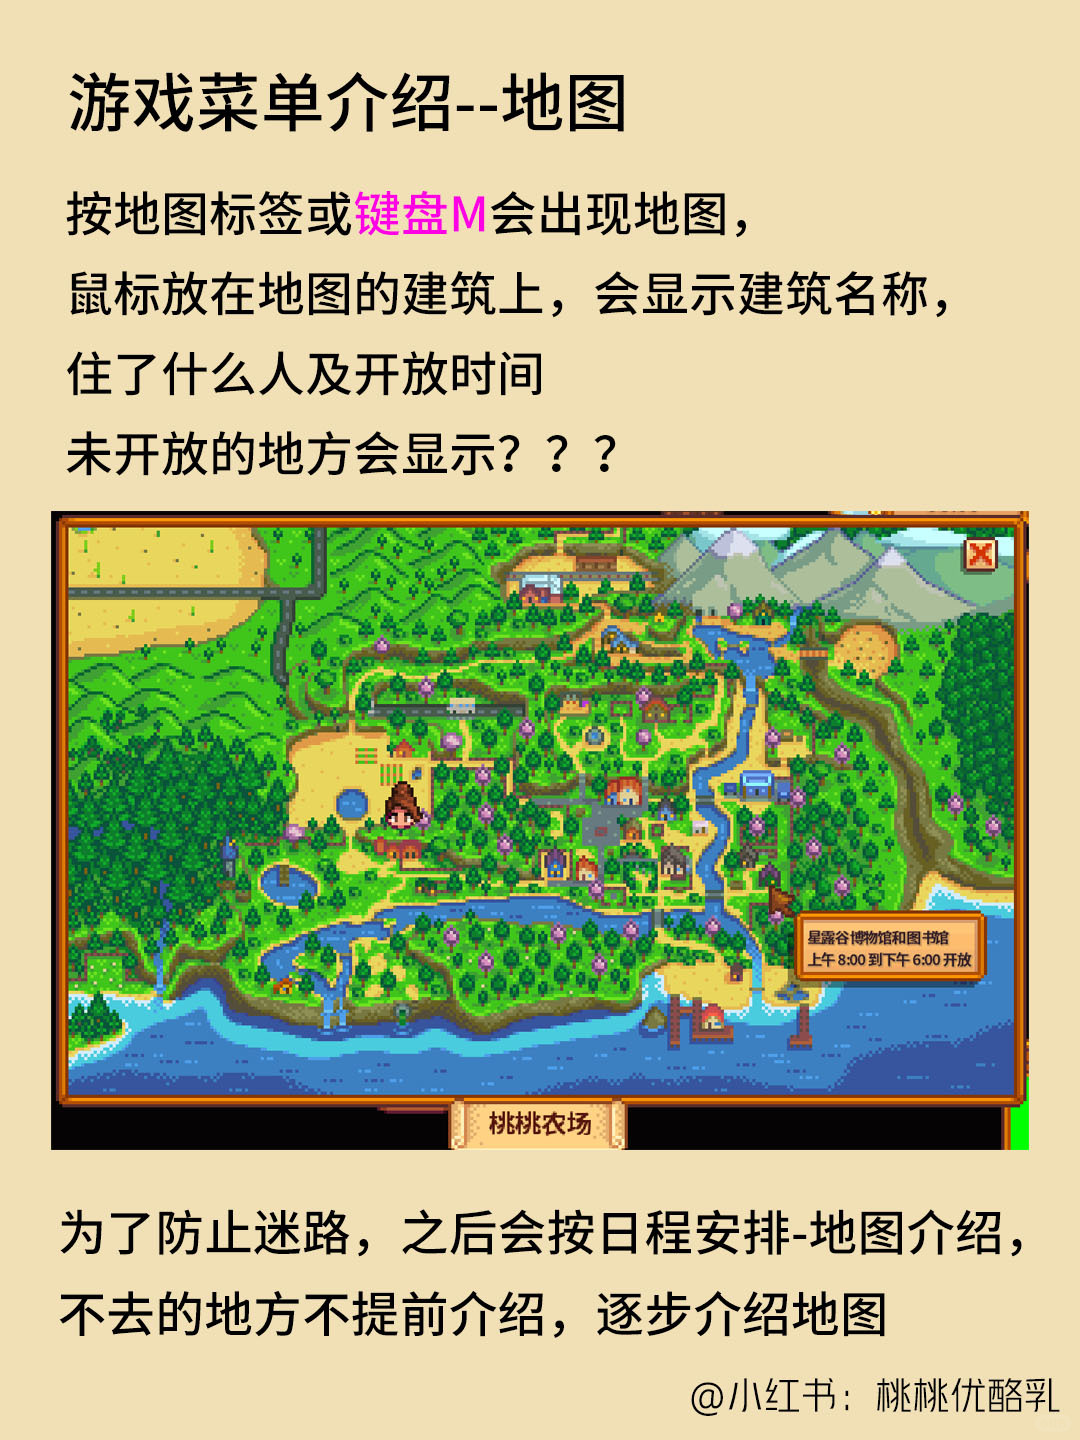 游戏菜单介绍--地图
按地图标签或键盘M会出现地图，
鼠标放在地图的建筑上，会显示建筑名称，
住了什么人及开放时间
未开放的地方会显示？？？
星露谷博物馆和图书馆
上午 8:00 到下午 6:00 开放
桃桃农场
为了防止迷路，之后会按日程安排-地图介绍，
不去的地方不提前介绍，逐步介绍地图
@小红书：桃桃优酪乳